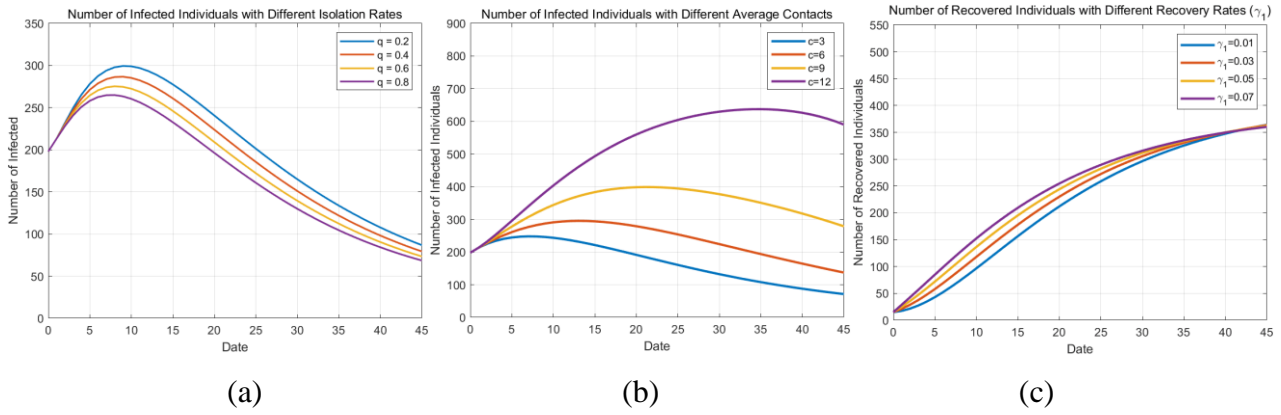 Number of Infected Individuals with Different Isolation Rates
350
300
250
200
150
100
50
0
0 5 10 15 20 25 30 35 40 45
Number of Infected
Date
q = 0.2
q = 0.4
q = 0.6
q = 0.8
(a)
Number of Infected Individuals with Different Average Contacts
900
800
700
600
500
400
300
200
100
0
0 5 10 15 20 25 30 35 40 45
Number of Infected Individuals
Date
c=3
c=6
c=9
c=12
(b)
Number of Recovered Individuals with Different Recovery Rates (γ₁)
550
500
450
400
350
300
250
200
150
100
50
0
0 5 10 15 20 25 30 35 40 45
Number of Recovered Individuals
Date
γ₁=0.01
γ₁=0.03
γ₁=0.05
γ₁=0.07
(c)